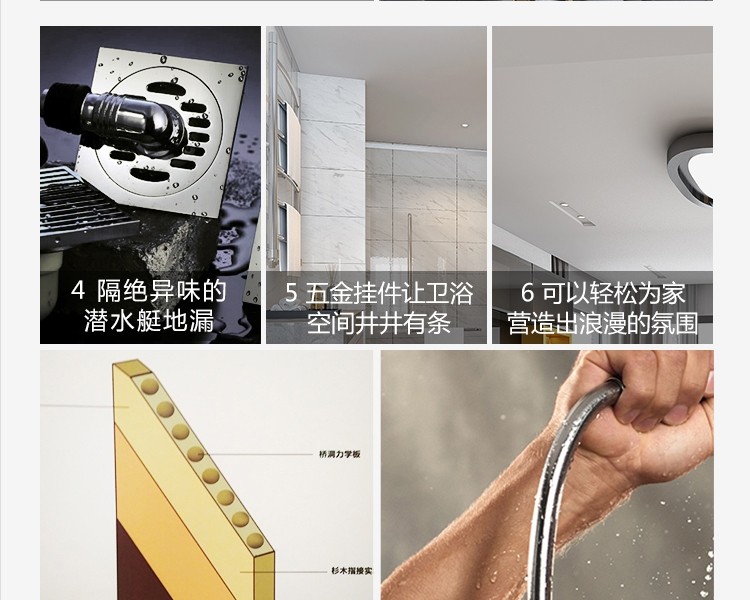 4 隔绝异味的
潜水艇地漏
5 五金挂件让卫浴
空间井井有条
6 可以轻松为家
营造出浪漫的氛围
桥洞力学板
杉木指接实